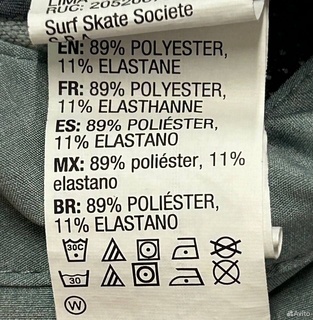 Surf Skate Societe
EN: 89% POLYESTER,
11% ELASTANE
FR: 89% POLYESTER,
11% ELASTHANNE
ES: 89% POLIÉSTER,
11% ELASTANO
MX: 89% poliéster, 11%
elastano
BR: 89% POLIÉSTER,
11% ELASTANO
30C
30
W
Avito